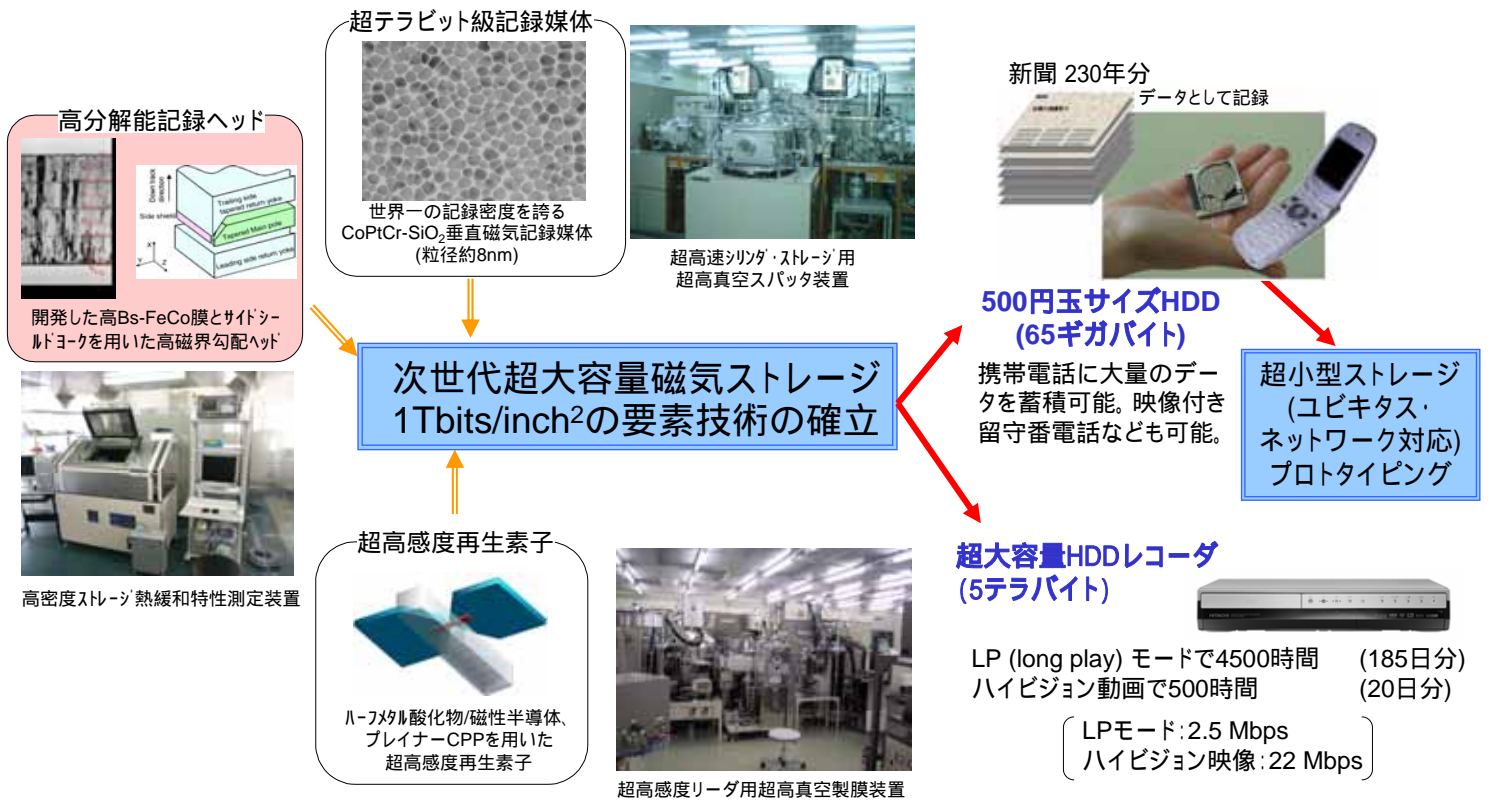 超テラビット級記録媒体
世界一の記録密度を誇る
CoPtCr-SiO2垂直磁気記録媒体
(粒径約8nm)
超高速シリンダ・ストレージ用
超高真空スパッタ装置
高分解能記録ヘッド
Down track
direction
Trailing side
tapered return yoke
Side shield
Tapered Main pole
Leading side return yoke
X
Y
Z
開発した高Bs-FeCo膜とサイドシー
ルドヨークを用いた高磁界勾配ヘッド
高密度ストレージ熱緩和特性測定装置
次世代超大容量磁気ストレージ
1Tbits/inch2の要素技術の確立
超高感度再生素子
ハーフメタル酸化物/磁性半導体、
プレイナーCPPを用いた
超高感度再生素子
超高感度リーダ用超高真空製膜装置
新聞 230年分
データとして記録
500円玉サイズHDD
(65ギガバイト)
携帯電話に大量のデー
タを蓄積可能。映像付き
留守番電話なども可能。
超小型ストレージ
(ユビキタス・
ネットワーク対応)
プロトタイピング
超大容量HDDレコーダ
(5テラバイト)
HITACHI
LP (long play) モードで4500時間 (185日分)
ハイビジョン動画で500時間 (20日分)
LPモード:2.5 Mbps
ハイビジョン映像:22 Mbps